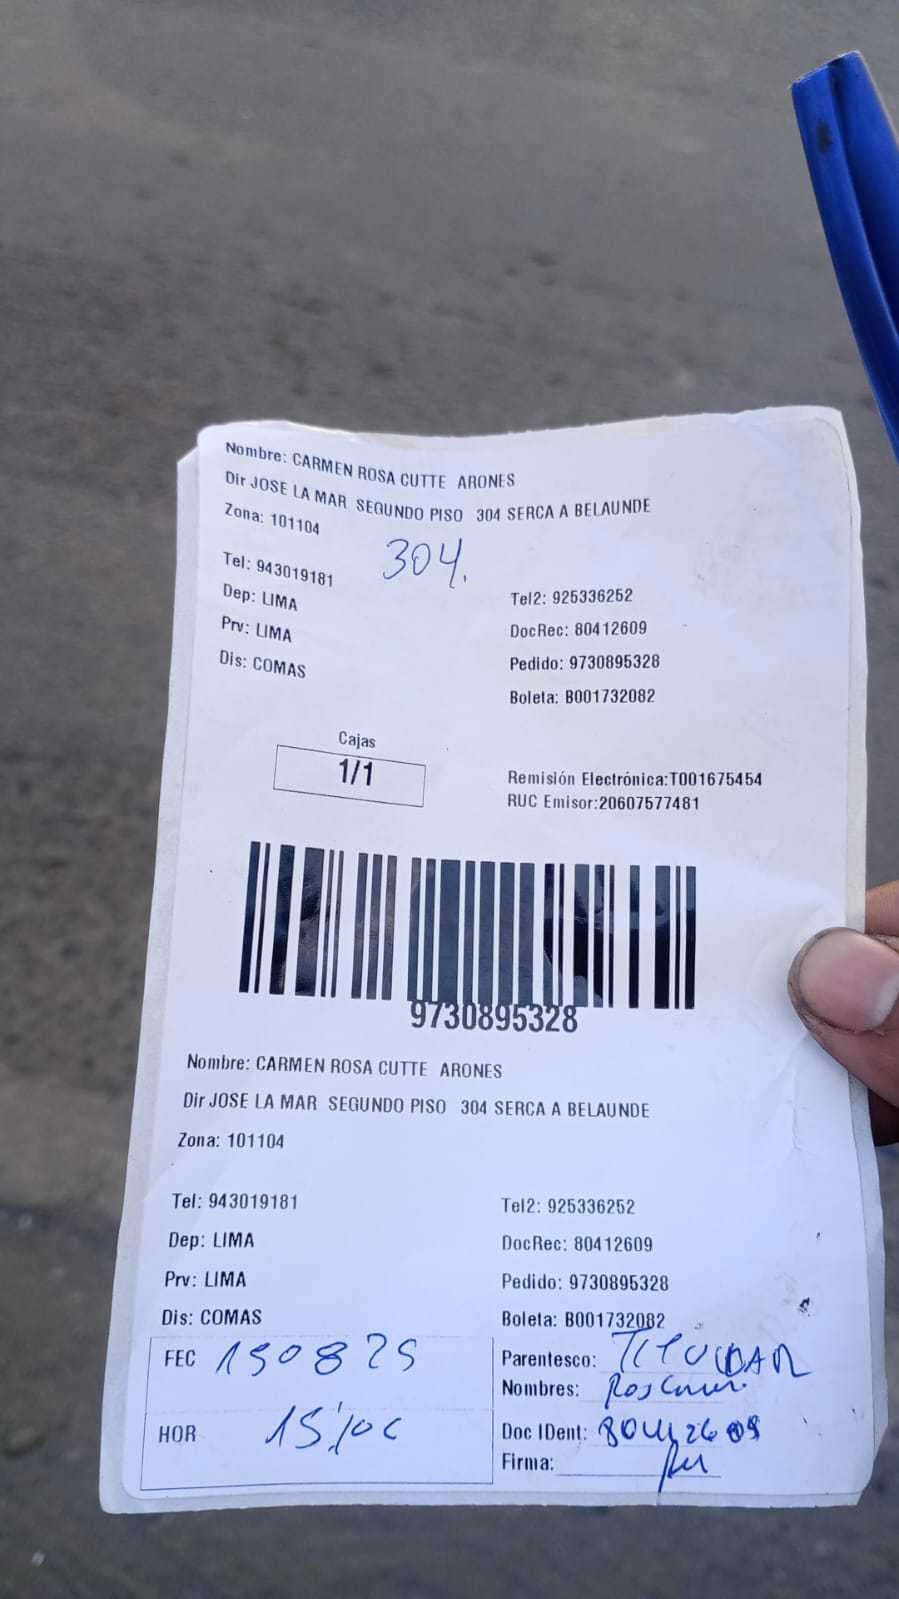 Nombre: CARMEN ROSA CUTTE ARONES
Dir JOSE LA MAR SEGUNDO PISO 304 SERCA A BELAUNDE
Zona: 101104
304.
Tel: 943019181
Tel2: 925336252
Dep: LIMA
DocRec: 80412609
Prv: LIMA
Pedido: 9730895328
Dis: COMAS
Boleta: B001732082
Cajas
1/1
Remisión Electrónica:T001675454
RUC Emisor:20607577481
9730895328
Nombre: CARMEN ROSA CUTTE ARONES
Dir JOSE LA MAR SEGUNDO PISO 304 SERCA A BELAUNDE
Zona: 101104
Tel: 943019181
Tel2: 925336252
Dep: LIMA
DocRec: 80412609
Prv: LIMA
Pedido: 9730895328
Dis: COMAS
Boleta: B001732082
FEC 150825
Parentesco: TITULAR
Nombres:
HOR
Doc IDent: 80412609
Firma: